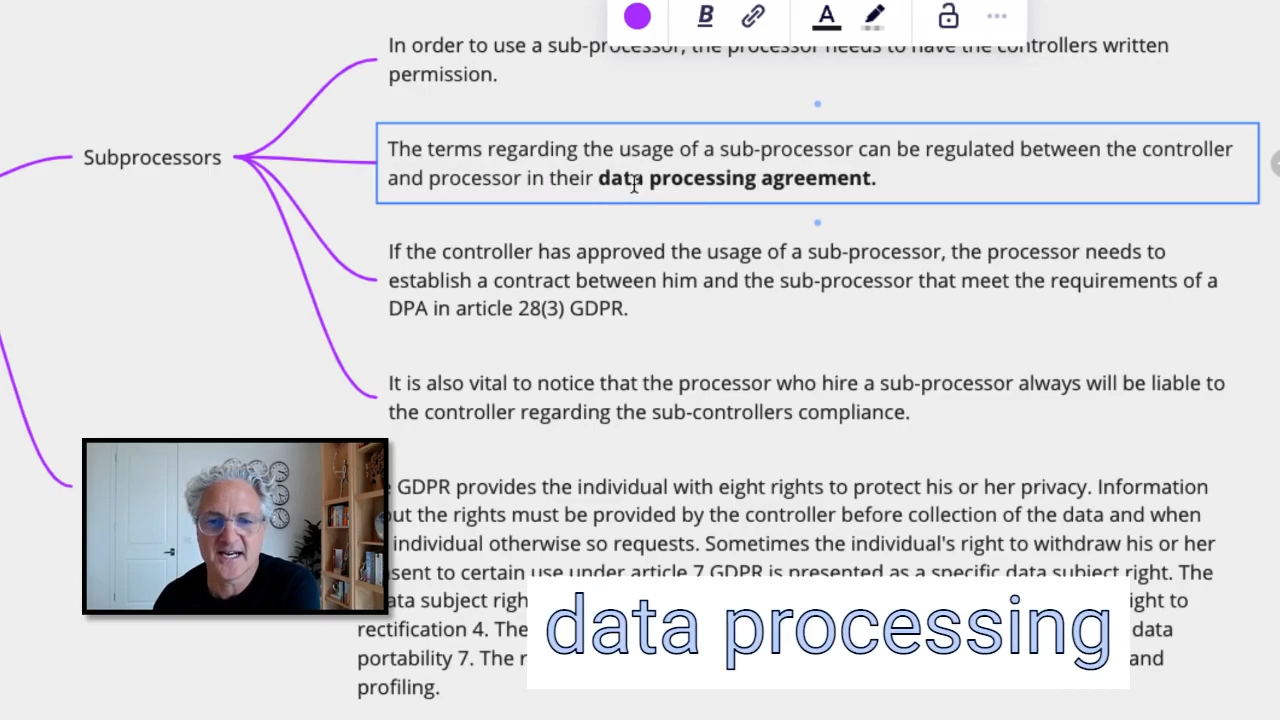 B A
In order to use a sub-processor, the processor needs to have the controllers written
permission.
Subprocessors
The terms regarding the usage of a sub-processor can be regulated between the controller
and processor in their data processing agreement.
If the controller has approved the usage of a sub-processor, the processor needs to
establish a contract between him and the sub-processor that meet the requirements of a
DPA in article 28(3) GDPR.
It is also vital to notice that the processor who hire a sub-processor always will be liable to
the controller regarding the sub-controllers compliance.
GDPR provides the individual with eight rights to protect his or her privacy. Information
out the rights must be provided by the controller before collection of the data and when
individual otherwise so requests. Sometimes the individual's right to withdraw his or her
sent to certain use under article 7 GDPR is presented as a specific data subject right. The
ata subject righ ight to
rectification 4. The data
portability 7. The r and
profiling.
data processing